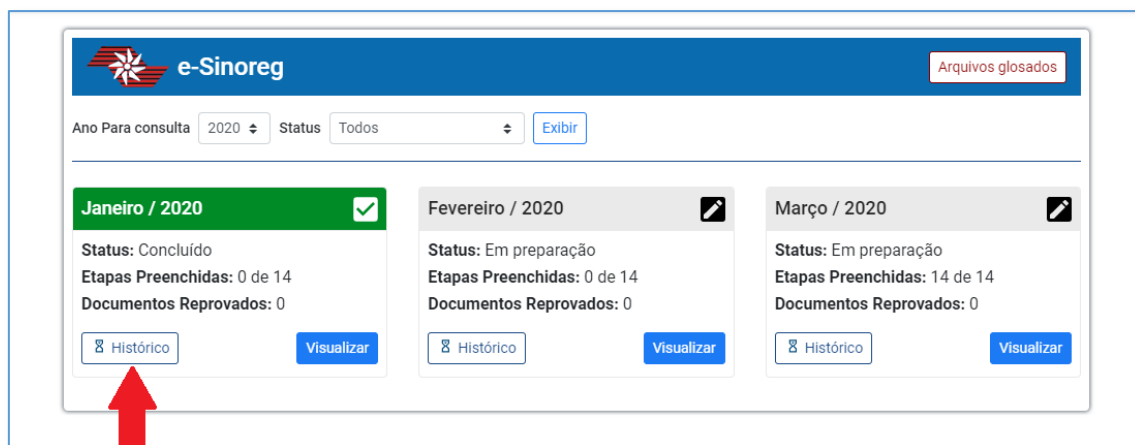 e-Sinoreg
Arquivos glosados
Ano Para consulta 2020 Status Todos Exibir
Janeiro / 2020
Status: Concluído
Etapas Preenchidas: 0 de 14
Documentos Reprovados: 0
Histórico Visualizar
Fevereiro / 2020
Status: Em preparação
Etapas Preenchidas: 0 de 14
Documentos Reprovados: 0
Histórico Visualizar
Março / 2020
Status: Em preparação
Etapas Preenchidas: 14 de 14
Documentos Reprovados: 0
Histórico Visualizar